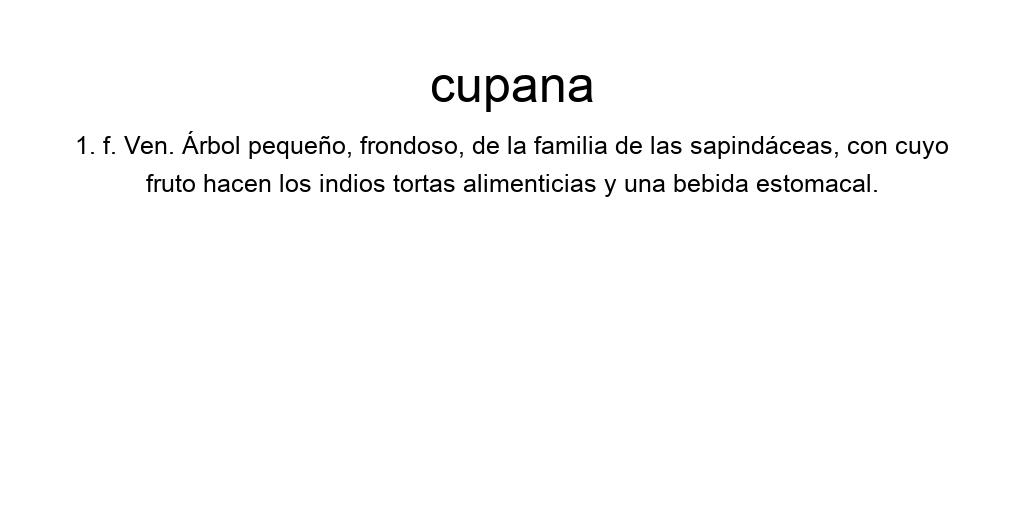 cupana
1. f. Ven. Árbol pequeño, frondoso, de la familia de las sapindáceas, con cuyo
fruto hacen los indios tortas alimenticias y una bebida estomacal.